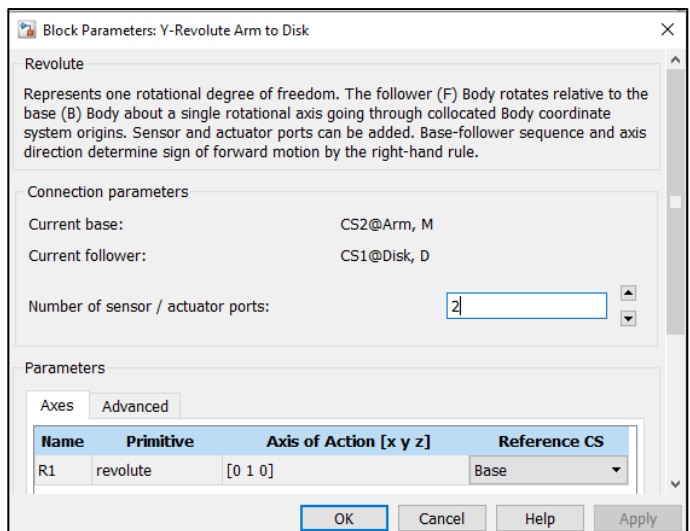 Block Parameters: Y-Revolute Arm to Disk
Revolute
Represents one rotational degree of freedom. The follower (F) Body rotates relative to the
base (B) Body about a single rotational axis going through collocated Body coordinate
system origins. Sensor and actuator ports can be added. Base-follower sequence and axis
direction determine sign of forward motion by the right-hand rule.
Connection parameters
Current base: CS2@Arm, M
Current follower: CS1@Disk, D
Number of sensor / actuator ports: 2
Parameters
Axes Advanced
Name Primitive Axis of Action [x y z] Reference CS
R1 revolute [0 1 0] Base
OK Cancel Help Apply